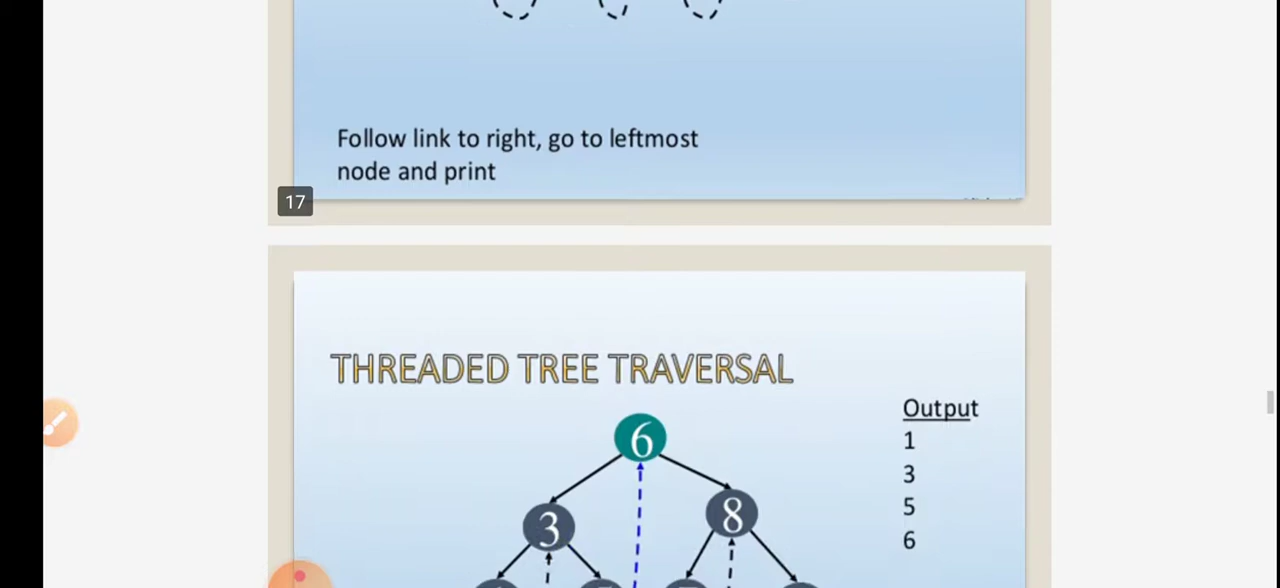 Follow link to right, go to leftmost
node and print
17
THREADED TREE TRAVERSAL
Output
1
3
5
6
6
3
8